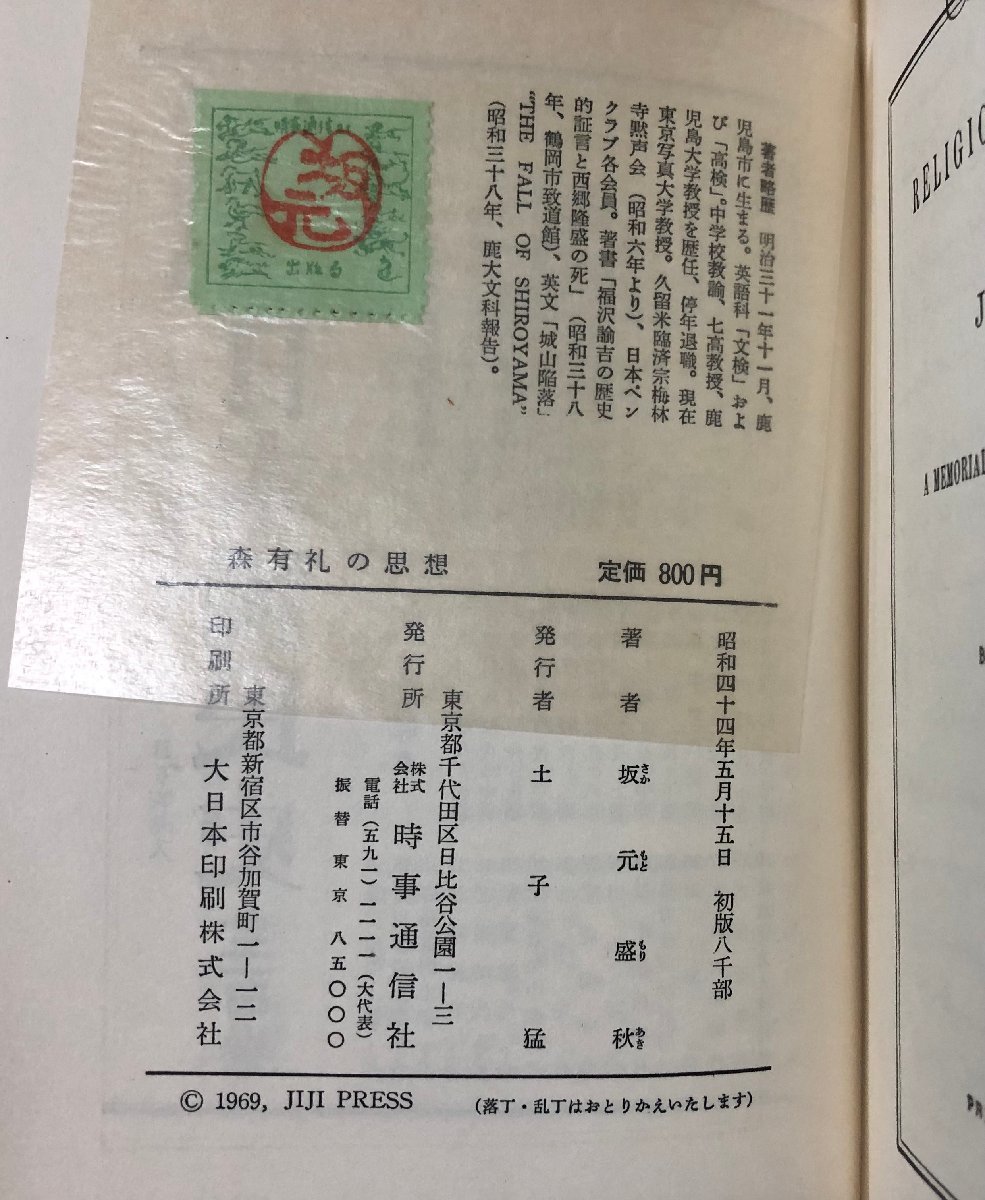 著者略歴　明治三十一年十一月、鹿
児島市に生まる。英語科「文検」およ
び「高検」。中学校教諭、七高教授、鹿
児島大学教授を歴任、停年退職。現在
東京写真大学教授。久留米臨済宗梅林
寺黙声会（昭和六年より）、日本ペン
クラブ各会員。著書「福沢諭吉の歴史
的証言と西郷隆盛の死」（昭和三十八
年、鶴岡市致道館）、英文「城山陥落」
“THE FALL OF SHIROYAMA”
（昭和三十八年、鹿大文科報告）。
坂元
森有礼の思想
定価 800円
昭和四十四年五月十五日　初版八千部
著者　坂元盛秋
さか もと もり あき
発行者　土子猛
東京都千代田区日比谷公園一―三
発行所　株式会社　時事通信社
電話（五九一）一一一一（大代表）
振替東京八五〇〇〇
東京都新宿区市谷加賀町一―一二
印刷所　大日本印刷株式会社
© 1969, JIJI PRESS
（落丁・乱丁はおとりかえいたします）
RELIGIO
J
A MEMORIAL